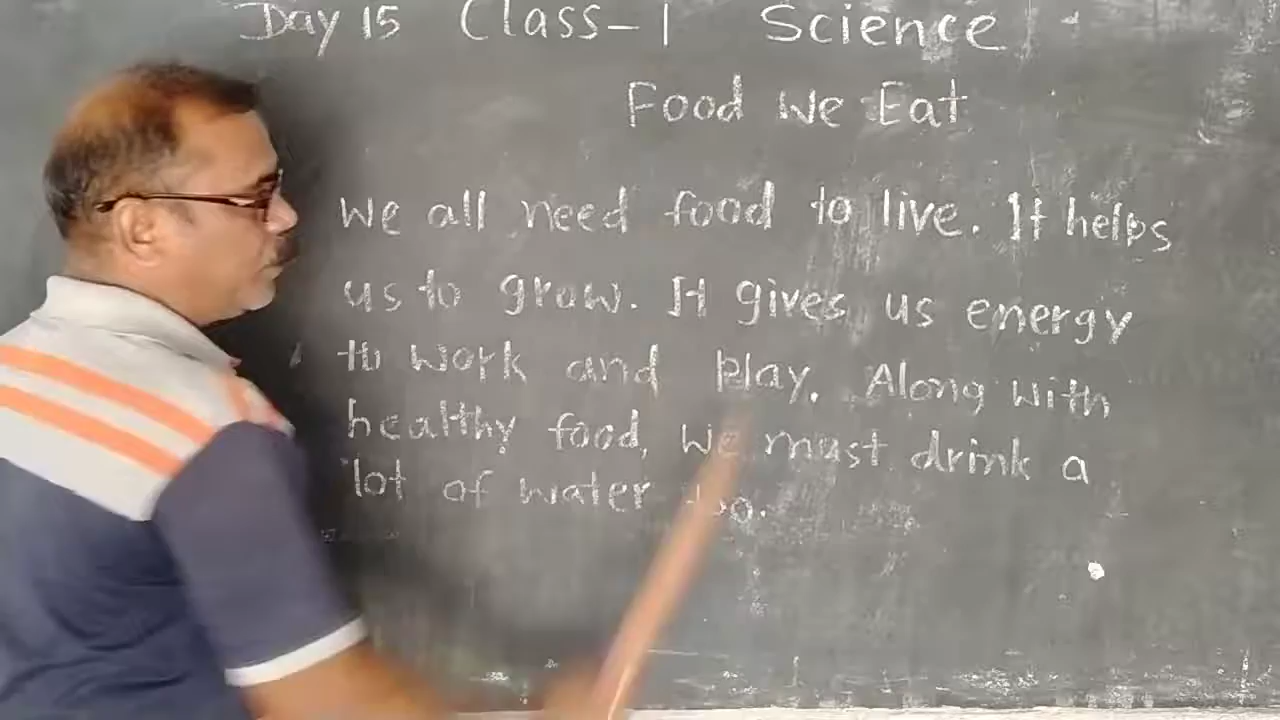 Day 15 Class-1 Science
Food We Eat
We all need food to live. It helps
us to grow. It gives us energy
to work and play. Along with
healthy food, we must drink a
lot of water too.